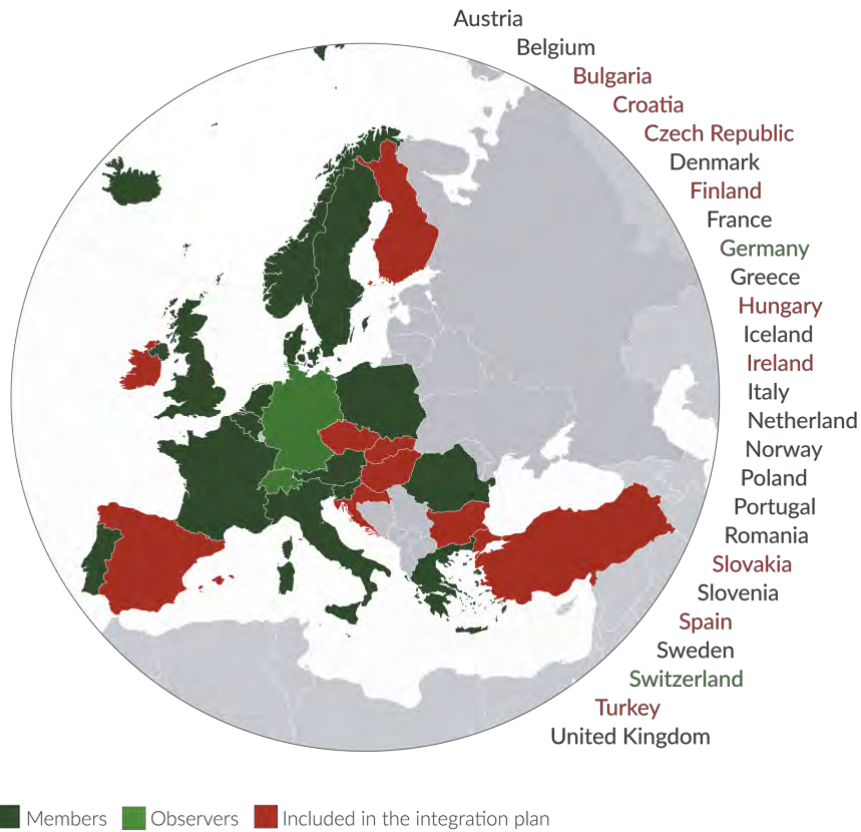 Austria
Belgium
Bulgaria
Croatia
Czech Republic
Denmark
Finland
France
Germany
Greece
Hungary
Iceland
Ireland
Italy
Netherland
Norway
Poland
Portugal
Romania
Slovakia
Slovenia
Spain
Sweden
Switzerland
Turkey
United Kingdom
Members Observers Included in the integration plan